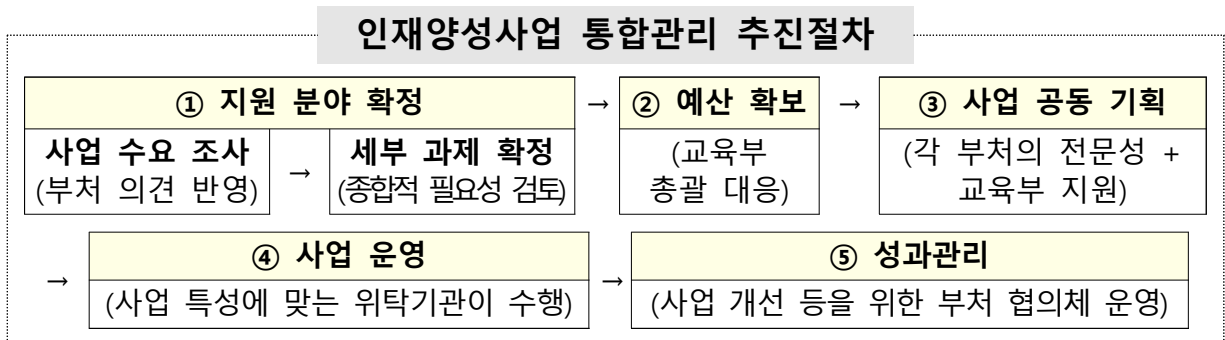 인재양성사업 통합관리 추진절차
① 지원 분야 확정 → ② 예산 확보 → ③ 사업 공동 기획
사업 수요 조사
(부처 의견 반영)
→
세부 과제 확정
(종합적 필요성 검토)
(교육부
총괄 대응)
(각 부처의 전문성 +
교육부 지원)
→
④ 사업 운영
(사업 특성에 맞는 위탁기관이 수행)
→
⑤ 성과관리
(사업 개선 등을 위한 부처 협의체 운영)